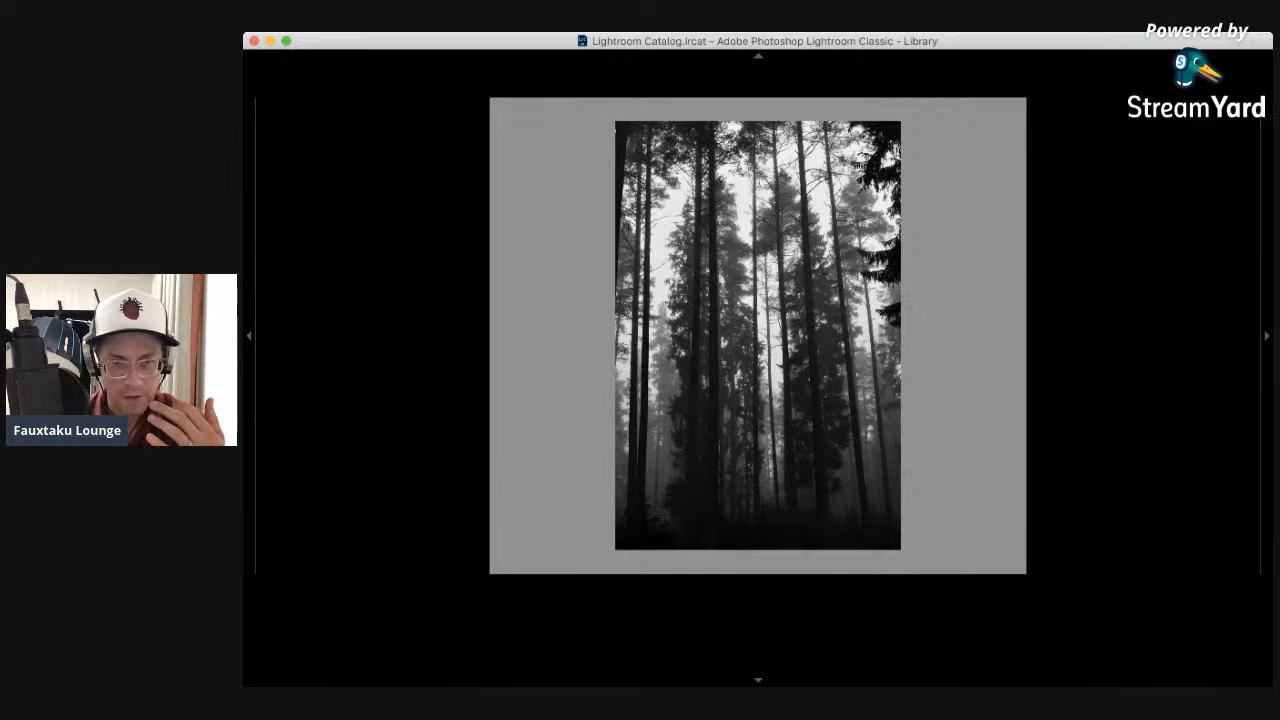 Lightroom Catalog.lrcat - Adobe Photoshop Lightroom Classic - Library
Powered by
S
StreamYard
Fauxtaku Lounge